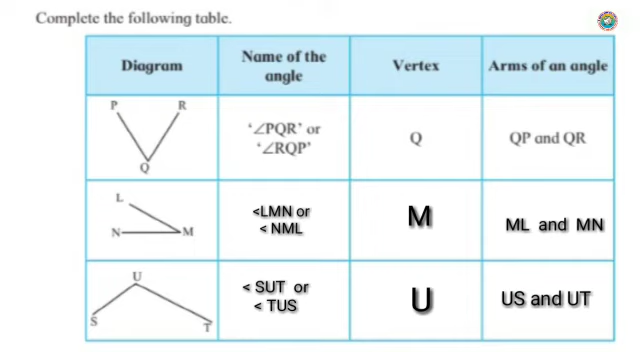 Complete the following table.
Diagram
Name of the
angle
Vertex
Arms of an angle
P
R
Q
'∠PQR' or
'∠RQP'
Q
QP and QR
L
N
M
<LMN or
< NML
M
ML and MN
U
S
T
< SUT or
< TUS
U
US and UT